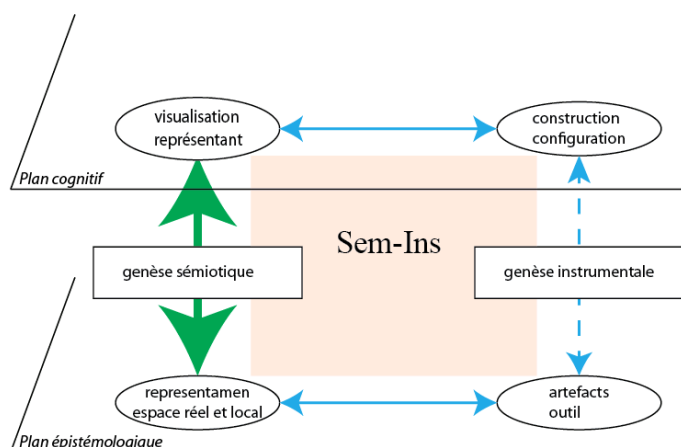 visualisation
représentant
construction
configuration
Plan cognitif
Sem-Ins
genèse sémiotique
genèse instrumentale
representamen
espace réel et local
artefacts
outil
Plan épistémologique